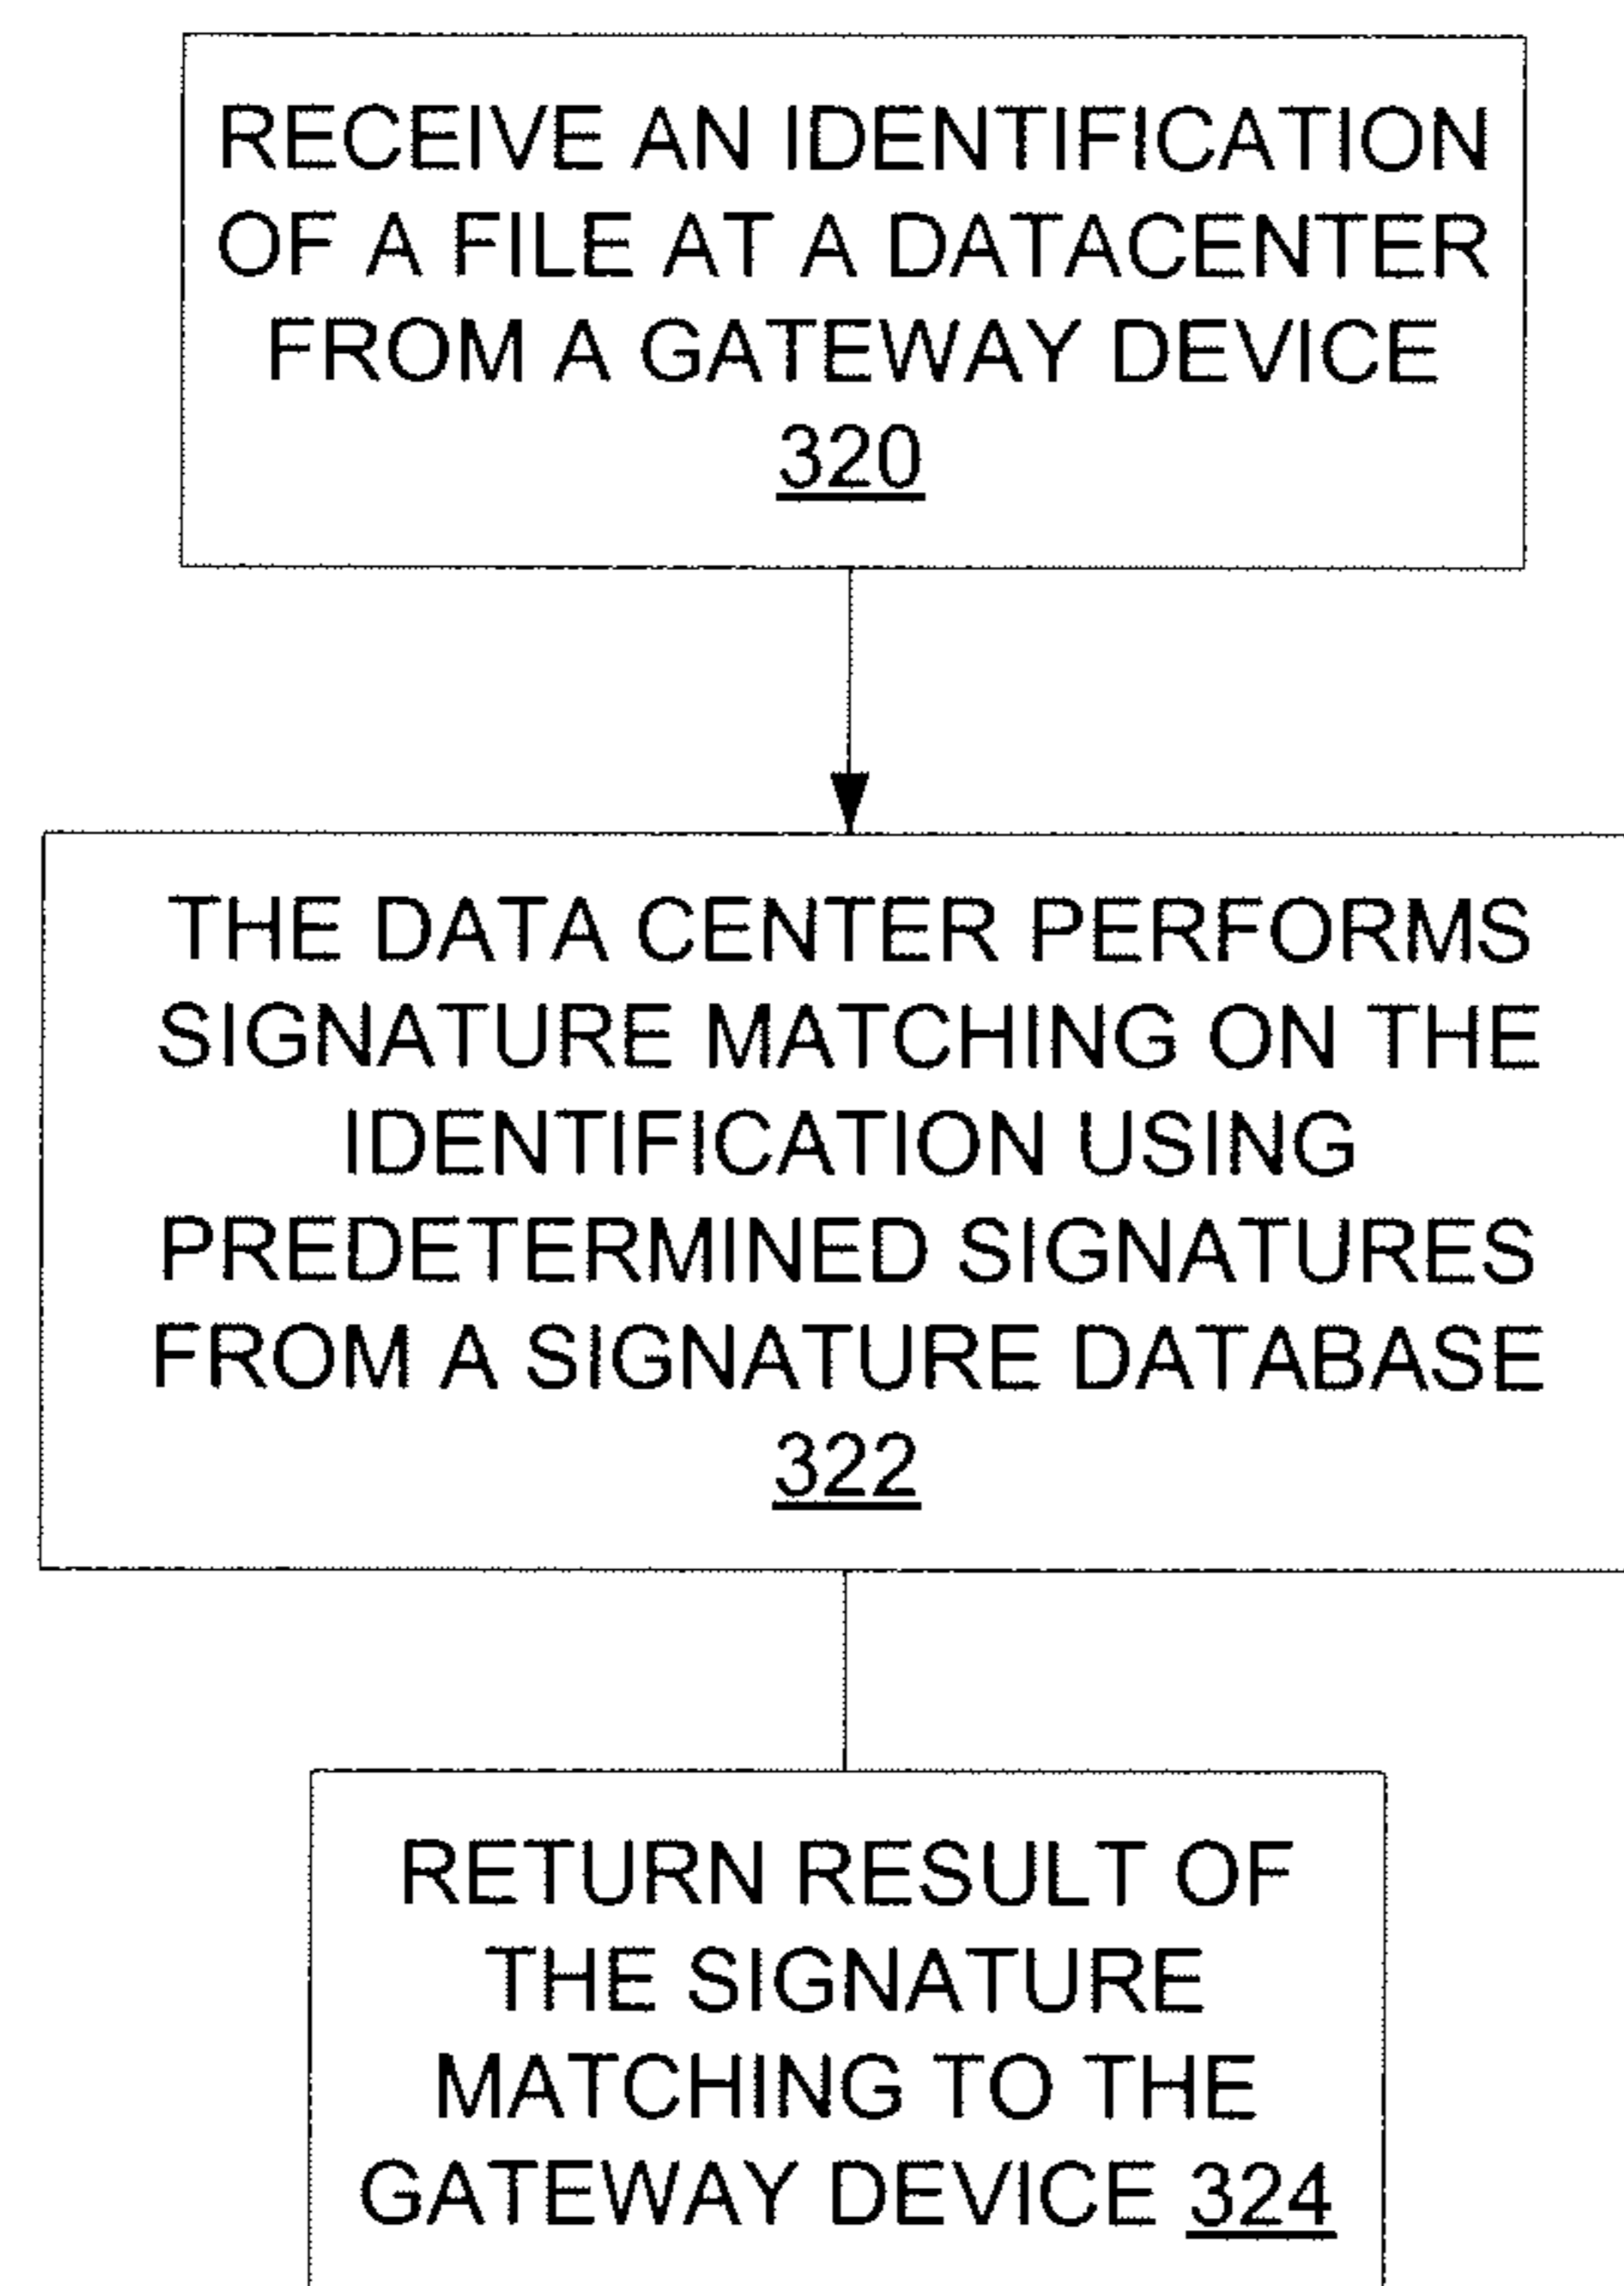 RECEIVE AN IDENTIFICATION
OF A FILE AT A DATACENTER
FROM A GATEWAY DEVICE
320
THE DATA CENTER PERFORMS
SIGNATURE MATCHING ON THE
IDENTIFICATION USING
PREDETERMINED SIGNATURES
FROM A SIGNATURE DATABASE
322
RETURN RESULT OF
THE SIGNATURE
MATCHING TO THE
GATEWAY DEVICE 324